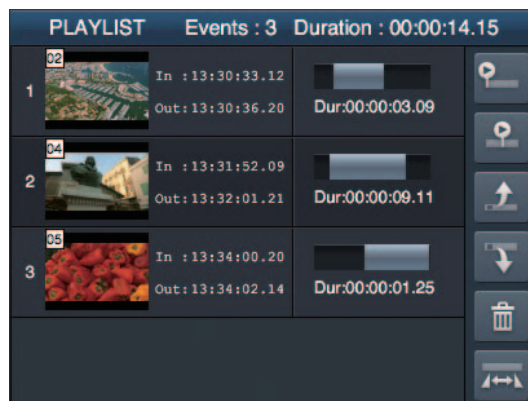 PLAYLIST Events : 3 Duration : 00:00:14.15
1
02
In :13:30:33.12
Out:13:30:36.20
Dur:00:00:03.09
2
04
In :13:31:52.09
Out:13:32:01.21
Dur:00:00:09.11
3
05
In :13:34:00.20
Out:13:34:02.14
Dur:00:00:01.25